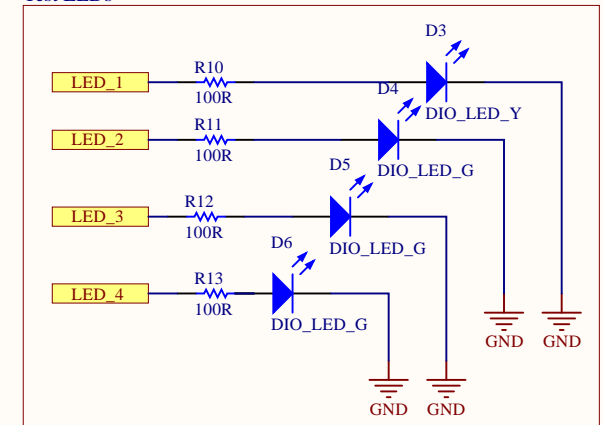 D3
R10
LED_1
100R
D4
DIO_LED_Y
R11
LED_2
100R
D5
DIO_LED_G
R12
LED_3
100R
D6
DIO_LED_G
R13
LED_4
100R
DIO_LED_G
GND
GND
GND
GND